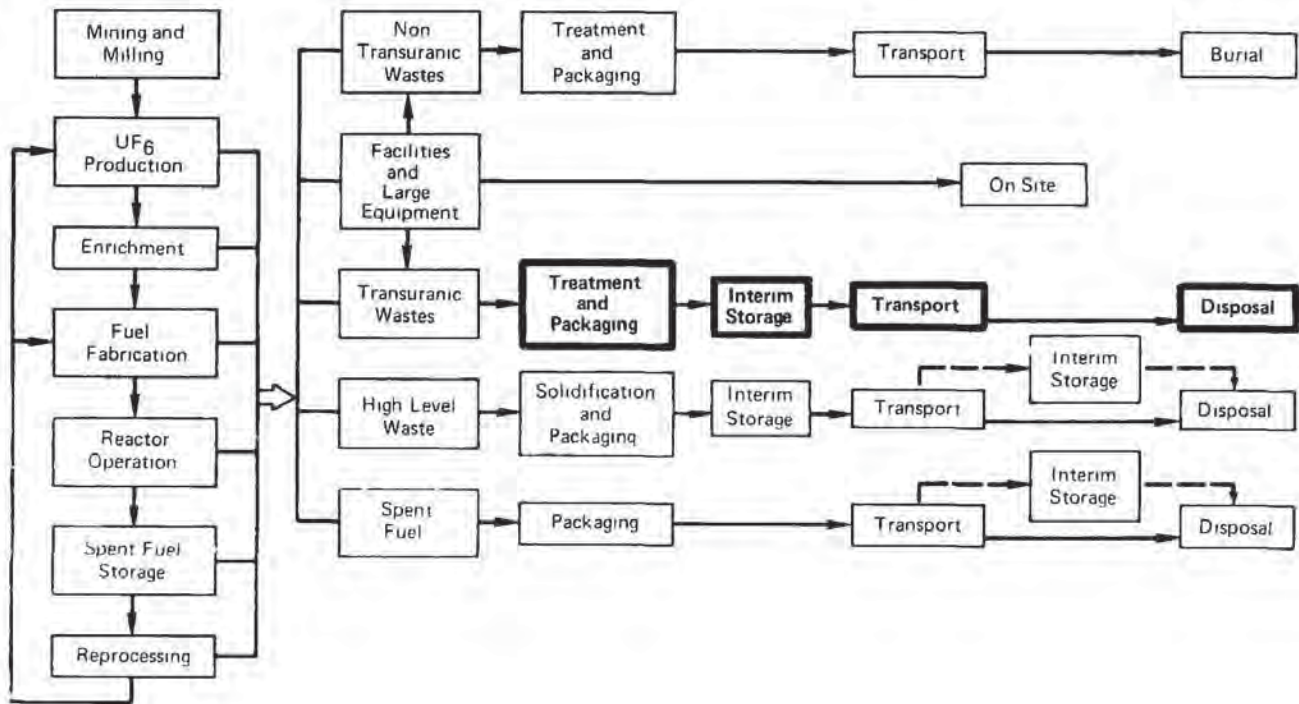 Mining and
Milling
UF6
Production
Enrichment
Fuel
Fabrication
Reactor
Operation
Spent Fuel
Storage
Reprocessing
Non
Transuranic
Wastes
Treatment
and
Packaging
Transport
Burial
Facilities
and
Large
Equipment
On Site
Transuranic
Wastes
Treatment
and
Packaging
Interim
Storage
Transport
Disposal
High Level
Waste
Solidification
and
Packaging
Interim
Storage
Transport
Interim
Storage
Disposal
Spent
Fuel
Packaging
Transport
Interim
Storage
Disposal